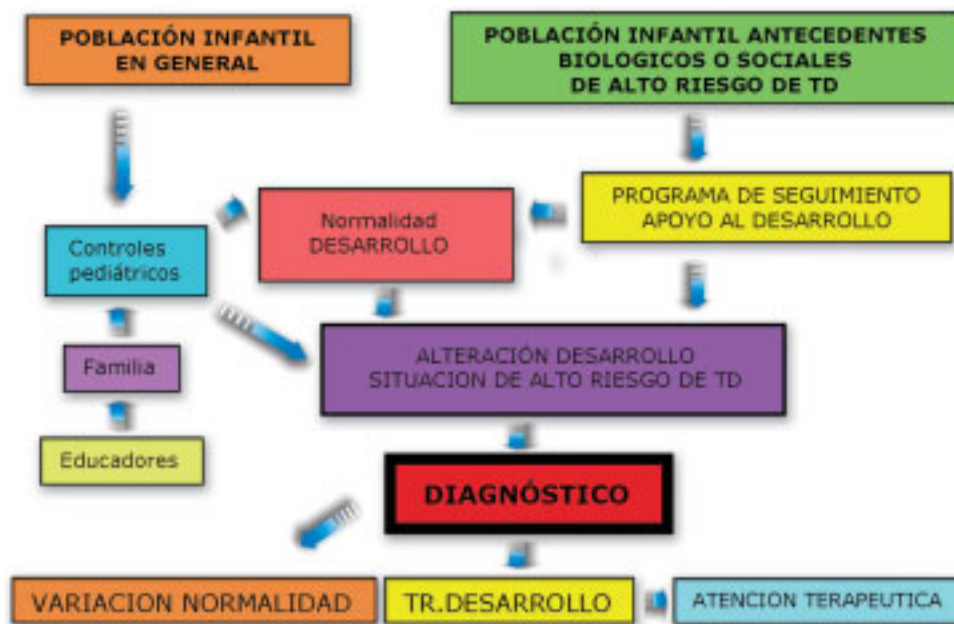 POBLACIÓN INFANTIL
EN GENERAL
POBLACIÓN INFANTIL ANTECEDENTES
BIOLOGICOS O SOCIALES
DE ALTO RIESGO DE TD
Normalidad
DESARROLLO
PROGRAMA DE SEGUIMIENTO
APOYO AL DESARROLLO
Controles
pediátricos
Familia
Educadores
ALTERACIÓN DESARROLLO
SITUACION DE ALTO RIESGO DE TD
DIAGNÓSTICO
VARIACION NORMALIDAD
TR.DESARROLLO
ATENCION TERAPEUTICA